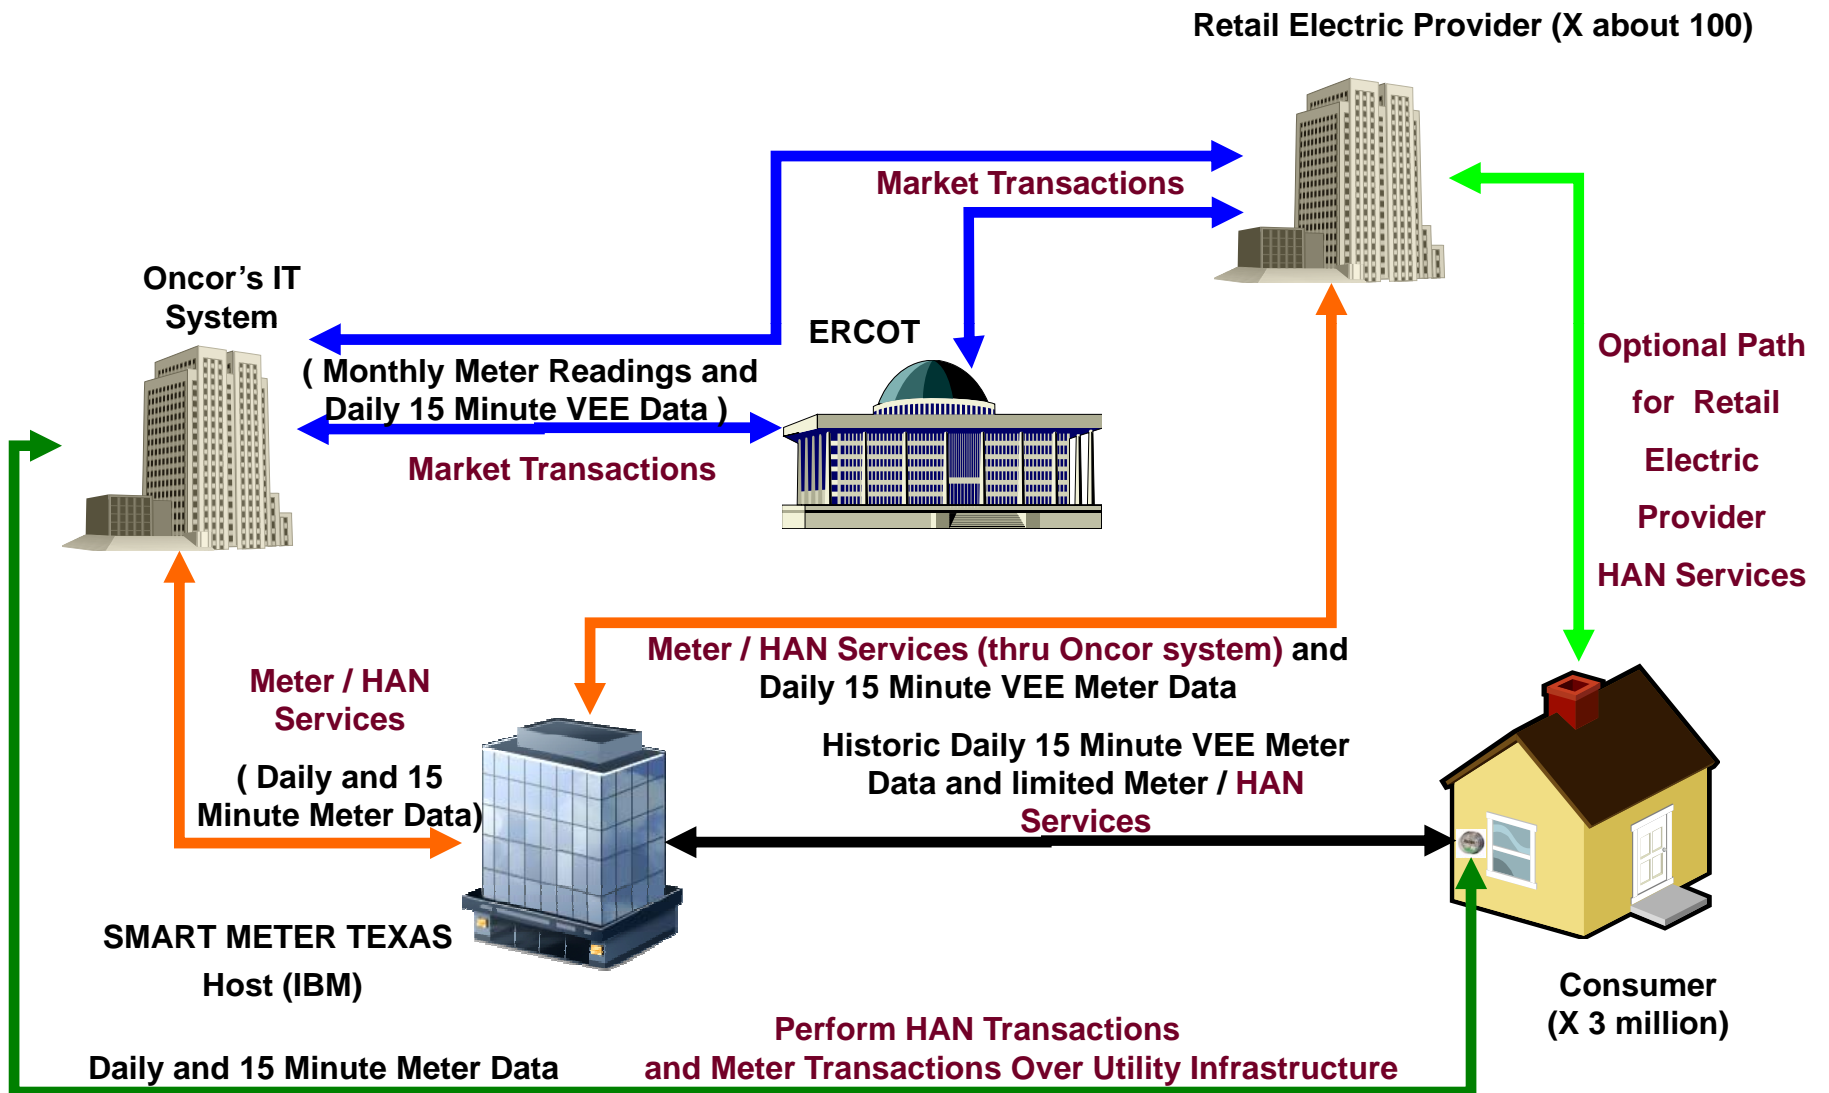 Retail Electric Provider (X about 100)
Market Transactions
Oncor’s IT
System
ERCOT
( Monthly Meter Readings and
Daily 15 Minute VEE Data )
Market Transactions
Optional Path
for Retail
Electric
Provider
HAN Services
Meter / HAN Services (thru Oncor system) and
Daily 15 Minute VEE Meter Data
Meter / HAN
Services
( Daily and 15
Minute Meter Data)
Historic Daily 15 Minute VEE Meter
Data and limited Meter / HAN
Services
SMART METER TEXAS
Host (IBM)
Consumer
(X 3 million)
Perform HAN Transactions
Daily and 15 Minute Meter Data
and Meter Transactions Over Utility Infrastructure